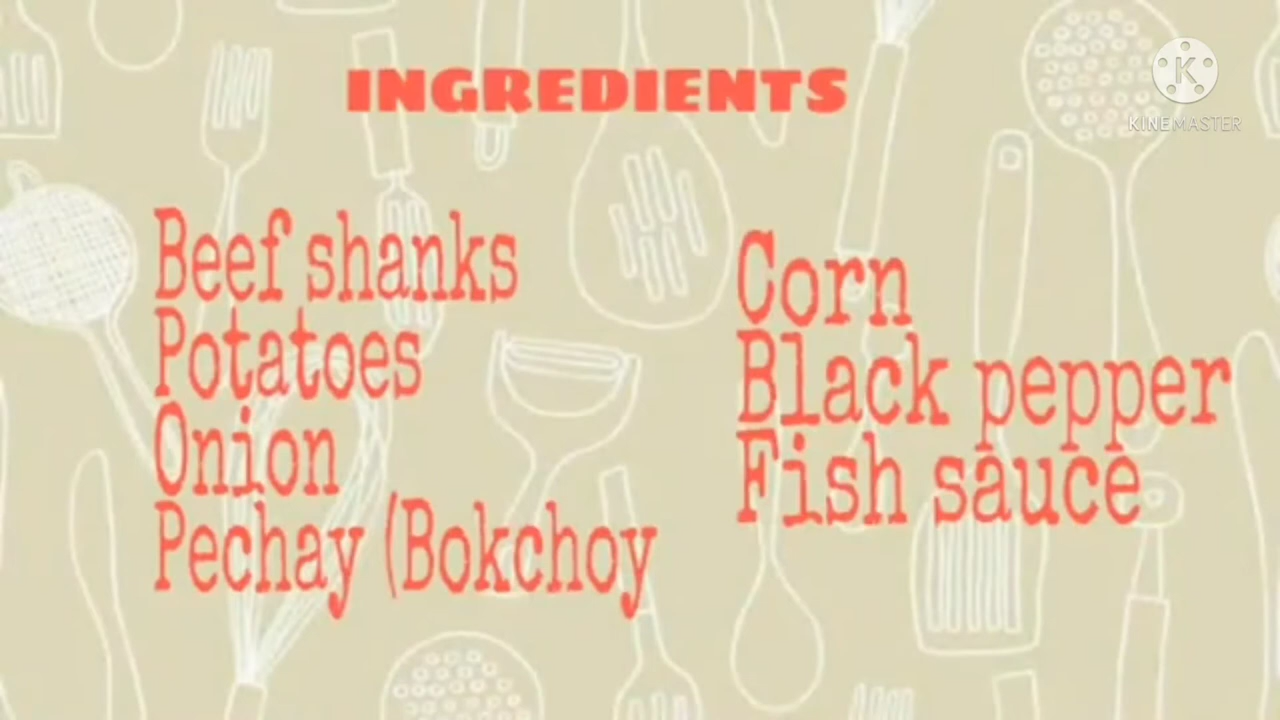 INGREDIENTS
Beef shanks
Potatoes
Onion
Pechay (Bokchoy
Corn
Black pepper
Fish sauce
K
KINEMASTER